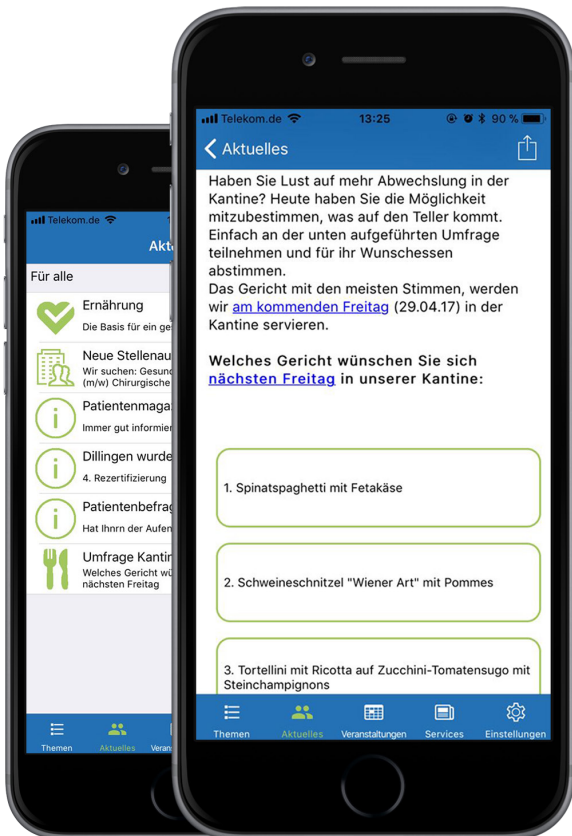 Telekom.de
Aktu
Für alle
Ernährung
Die Basis für ein ge
Neue Stellenau
Wir suchen: Gesund
(m/w) Chirurgische
Patientenmaga
Immer gut informier
Dillingen wurde
4. Rezertifizierung
Patientenbefrag
Hat Ihnrn der Aufen
Umfrage Kantin
Welches Gericht wü
nächsten Freitag
Themen Aktuelles Veran
Telekom.de 13:25 90 %
Aktuelles
Haben Sie Lust auf mehr Abwechslung in der
Kantine? Heute haben Sie die Möglichkeit
mitzubestimmen, was auf den Teller kommt.
Einfach an der unten aufgeführten Umfrage
teilnehmen und für ihr Wunschessen
abstimmen.
Das Gericht mit den meisten Stimmen, werden
wir am kommenden Freitag (29.04.17) in der
Kantine servieren.
Welches Gericht wünschen Sie sich
nächsten Freitag in unserer Kantine:
1. Spinatspaghetti mit Fetakäse
2. Schweineschnitzel "Wiener Art" mit Pommes
3. Tortellini mit Ricotta auf Zucchini-Tomatensugo mit
Steinchampignons
Themen Aktuelles Veranstaltungen Services Einstellungen